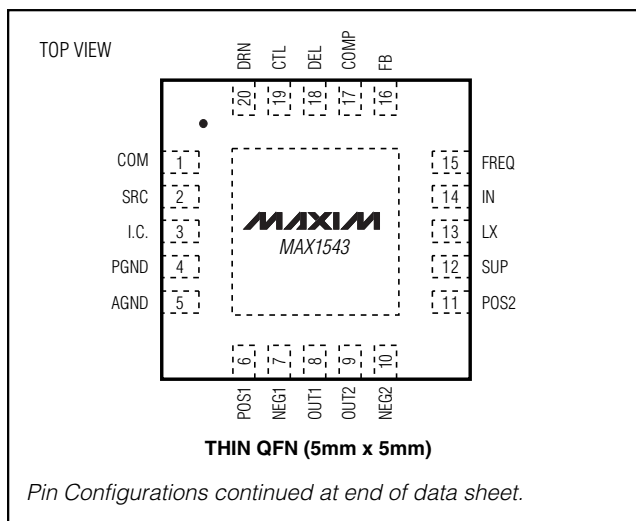 TOP VIEW
DRN
CTL
DEL
COMP
FB
20
19
18
17
16
COM 1
SRC 2
I.C. 3
PGND 4
AGND 5
15 FREQ
14 IN
13 LX
12 SUP
11 POS2
MAXIM
MAX1543
6
7
8
9
10
POS1
NEG1
OUT1
OUT2
NEG2
THIN QFN (5mm x 5mm)
Pin Configurations continued at end of data sheet.